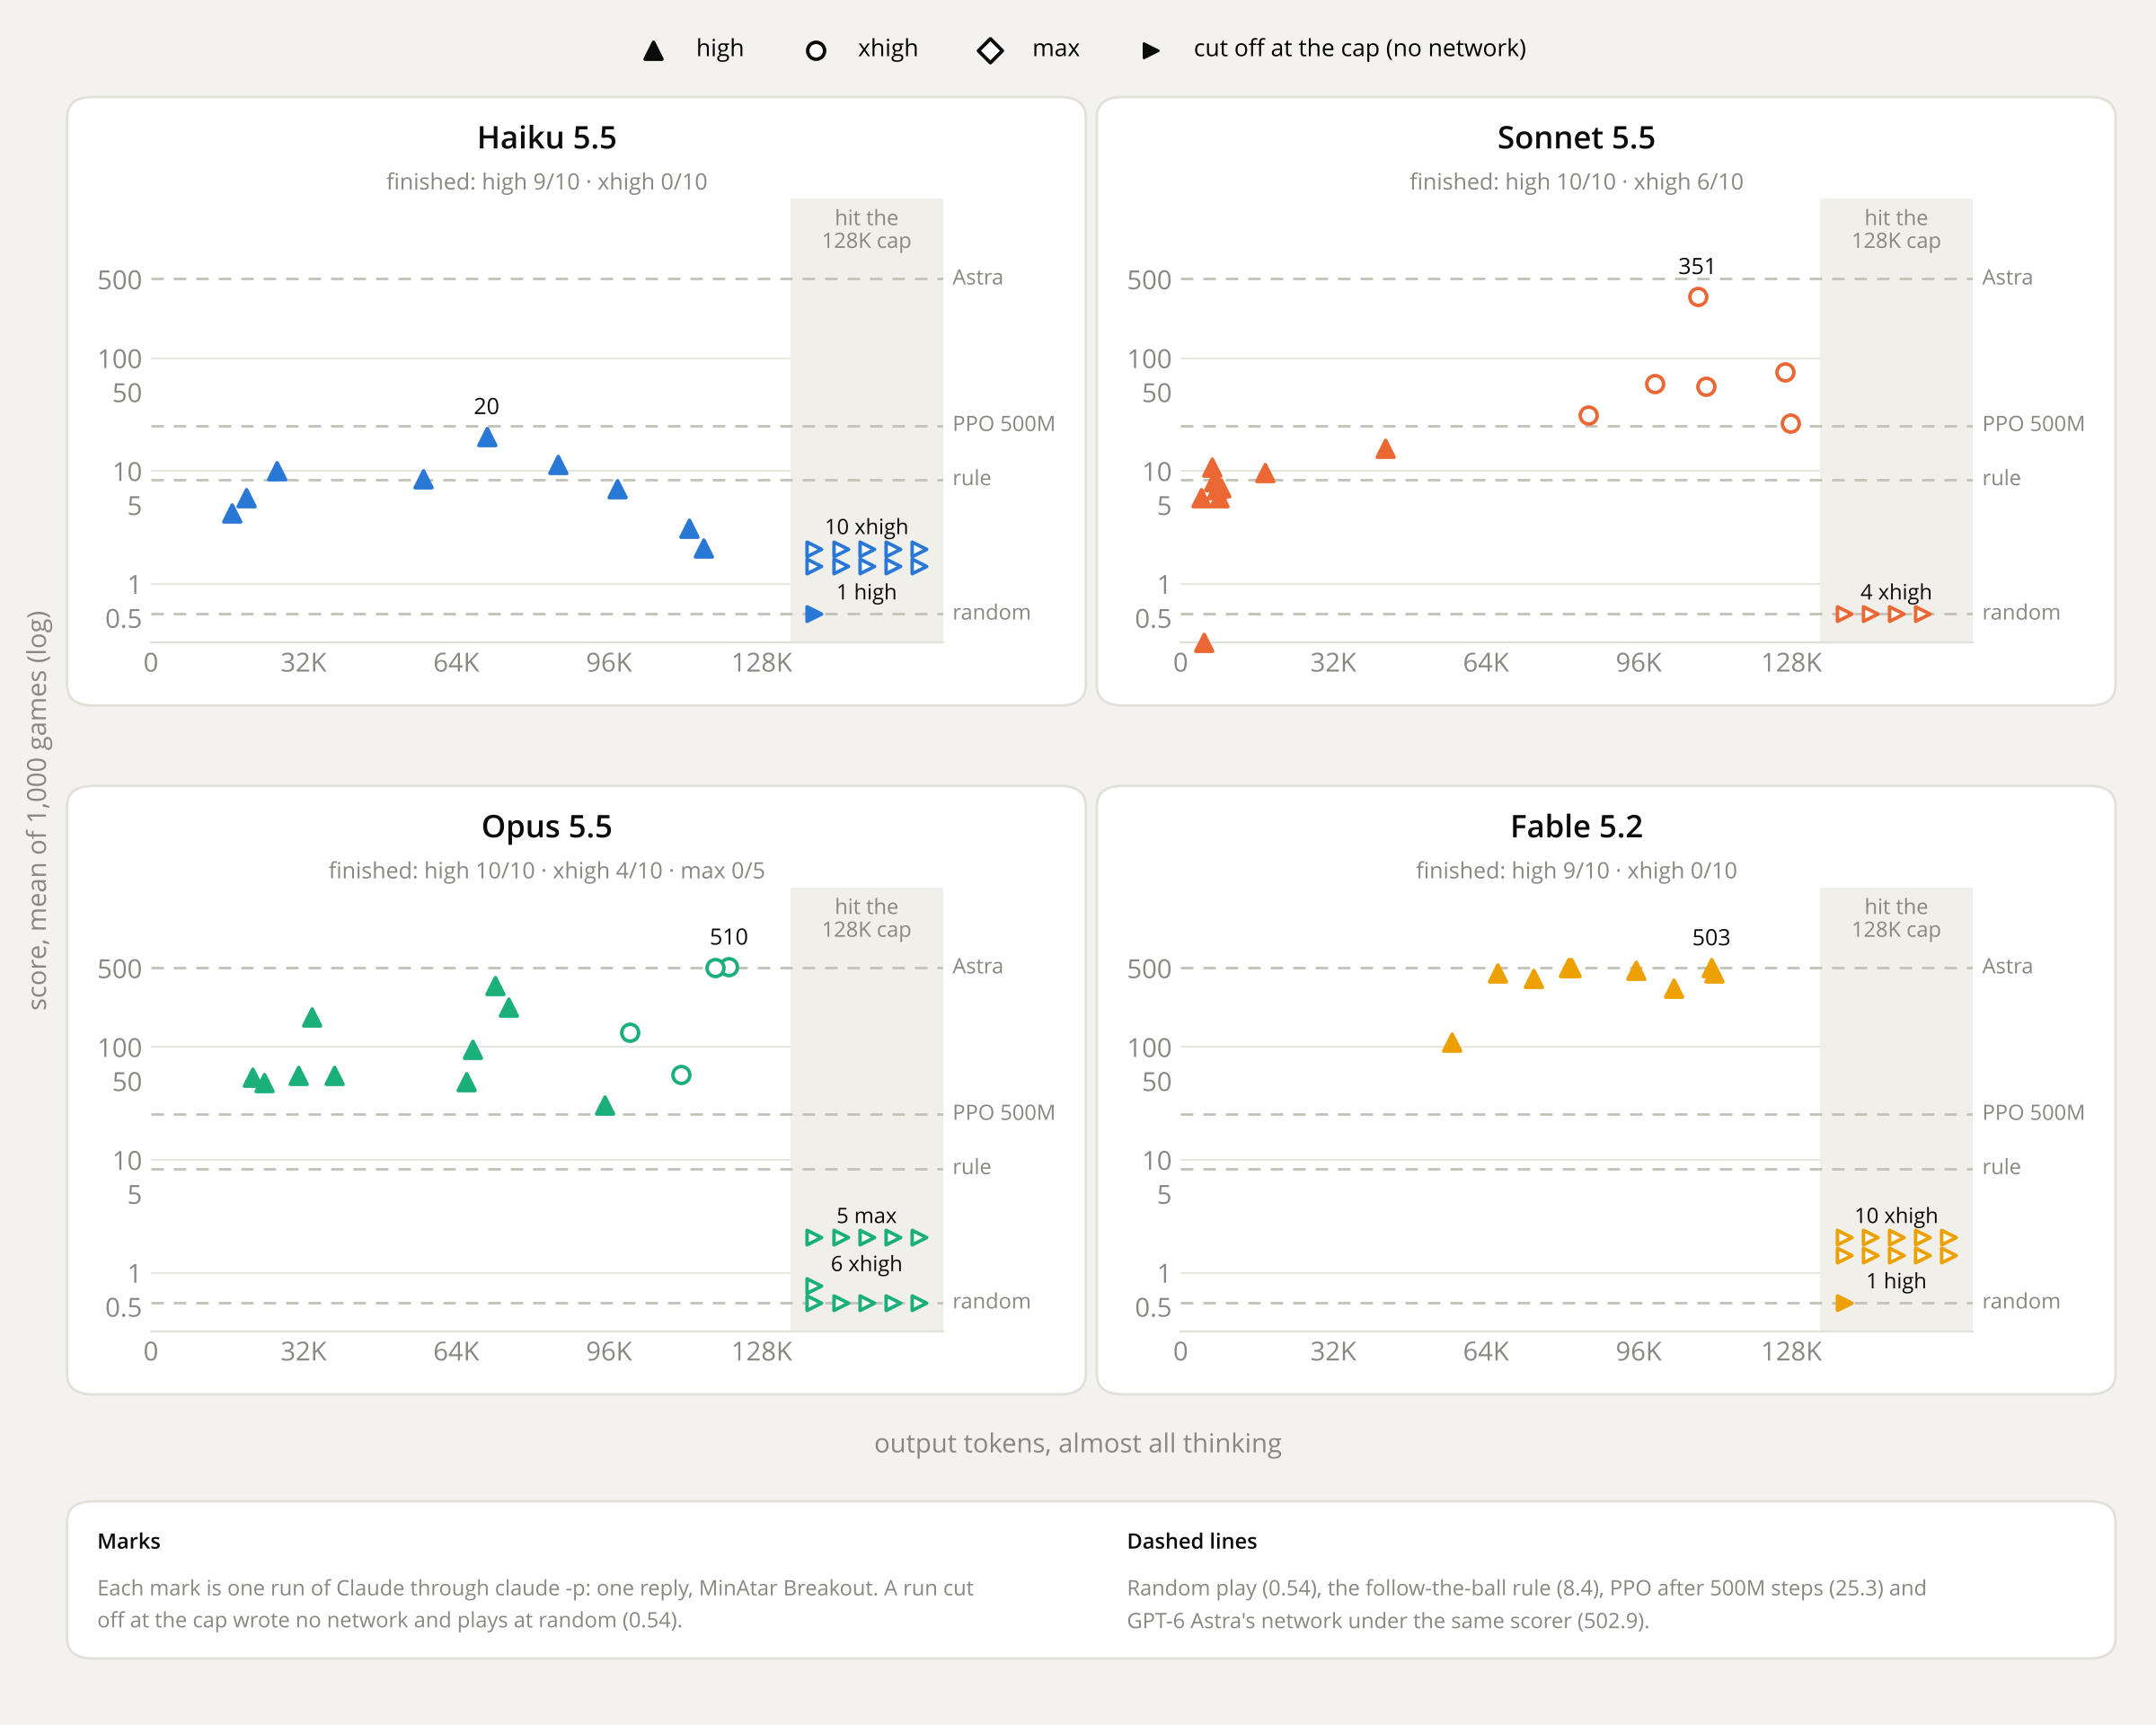 high xhigh max cut off at the cap (no network)
Haiku 5.5
finished: high 9/10 · xhigh 0/10
hit the
128K cap
500
Astra
100
50
20
PPO 500M
10
rule
5
10 xhigh
1
1 high
0.5
random
0 32K 64K 96K 128K
Sonnet 5.5
finished: high 10/10 · xhigh 6/10
hit the
128K cap
351
500
Astra
100
50
PPO 500M
10
rule
5
1
4 xhigh
0.5
random
0 32K 64K 96K 128K
score, mean of 1,000 games (log)
Opus 5.5
finished: high 10/10 · xhigh 4/10 · max 0/5
hit the
128K cap
510
500
Astra
100
50
PPO 500M
10
rule
5
5 max
6 xhigh
1
0.5
random
0 32K 64K 96K 128K
Fable 5.2
finished: high 9/10 · xhigh 0/10
hit the
128K cap
503
500
Astra
100
50
PPO 500M
10
rule
5
10 xhigh
1
1 high
0.5
random
0 32K 64K 96K 128K
output tokens, almost all thinking
Marks
Each mark is one run of Claude through claude -p: one reply, MinAtar Breakout. A run cut
off at the cap wrote no network and plays at random (0.54).
Dashed lines
Random play (0.54), the follow-the-ball rule (8.4), PPO after 500M steps (25.3) and
GPT-6 Astra's network under the same scorer (502.9).